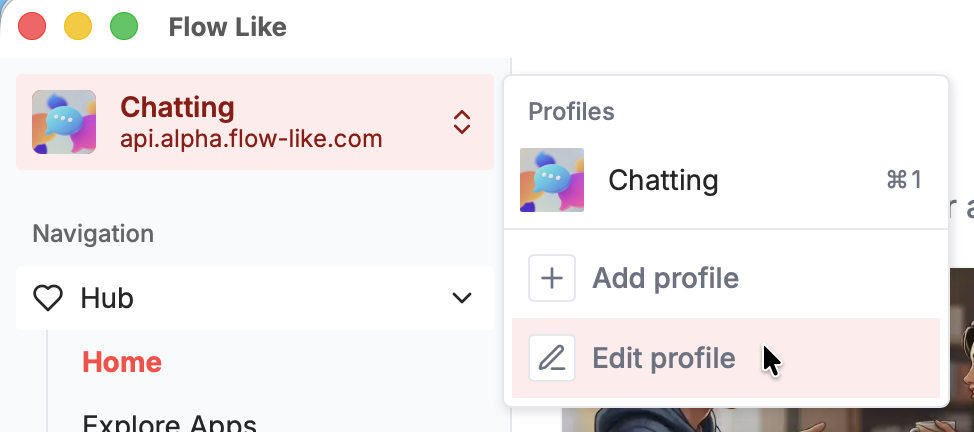 Flow Like
Chatting
api.alpha.flow-like.com
Navigation
Hub
Home
Explore Apps
Profiles
Chatting ⌘1
Add profile
Edit profile